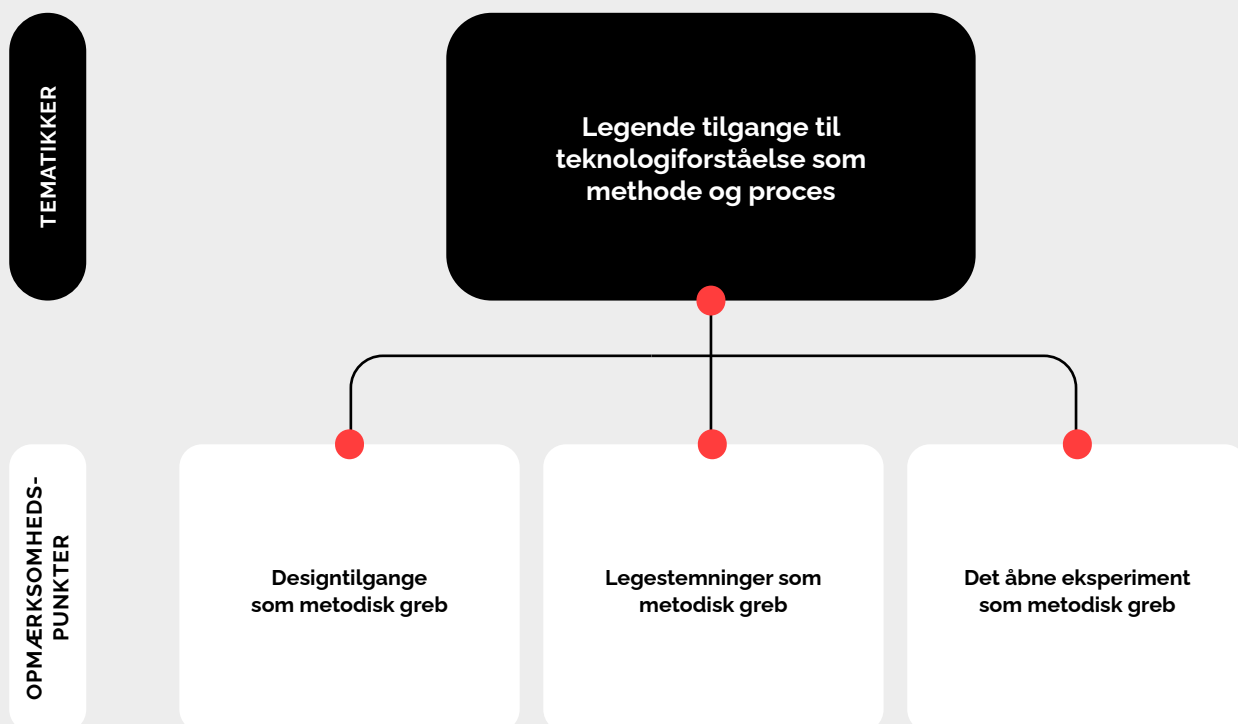 TEMATIKKER
Legende tilgange til
teknologiforståelse som
methode og proces
OPMÆRKSOMHEDS-
PUNKTER
Designtilgange
som metodisk greb
Legestemninger som
metodisk greb
Det åbne eksperiment
som metodisk greb